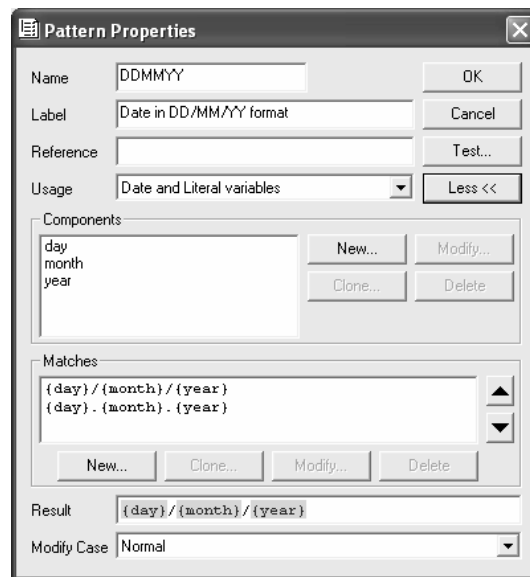 Pattern Properties
Name DDMMYY OK
Label Date in DD/MM/YY format Cancel
Reference Test...
Usage Date and Literal variables Less <<
Components
day
month
year
New... Modify...
Clone... Delete
Matches
{day}/{month}/{year}
{day}.{month}.{year}
New... Clone... Modify... Delete
Result {day}/{month}/{year}
Modify Case Normal